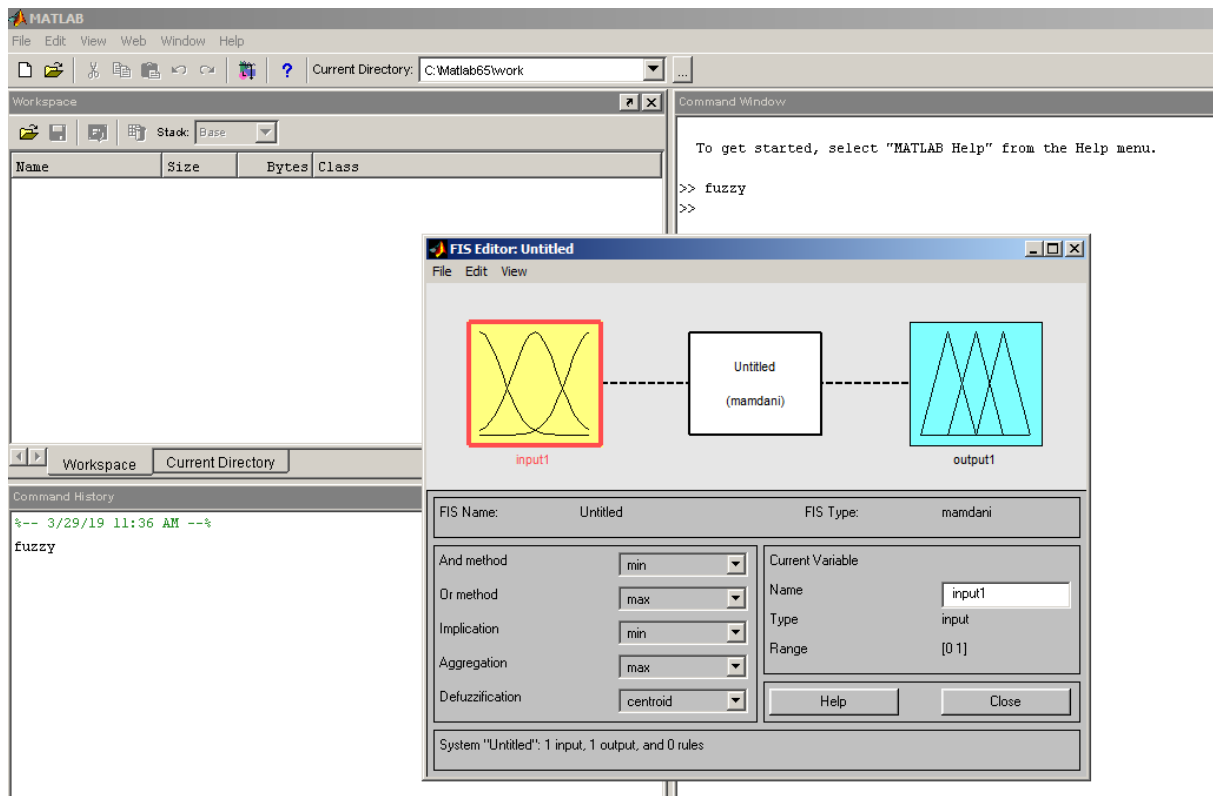 MATLAB
File Edit View Web Window Help
? Current Directory: C:\Matlab65\work ...
Workspace
Stack: Base
Name Size Bytes Class
Workspace Current Directory
Command History
%-- 3/29/19 11:36 AM --%
fuzzy
Command Window
To get started, select "MATLAB Help" from the Help menu.
>> fuzzy
>>
FIS Editor: Untitled
File Edit View
Untitled
(mamdani)
input1
output1
FIS Name: Untitled FIS Type: mamdani
And method min
Or method max
Implication min
Aggregation max
Defuzzification centroid
Current Variable
Name input1
Type input
Range [0 1]
Help Close
System "Untitled": 1 input, 1 output, and 0 rules